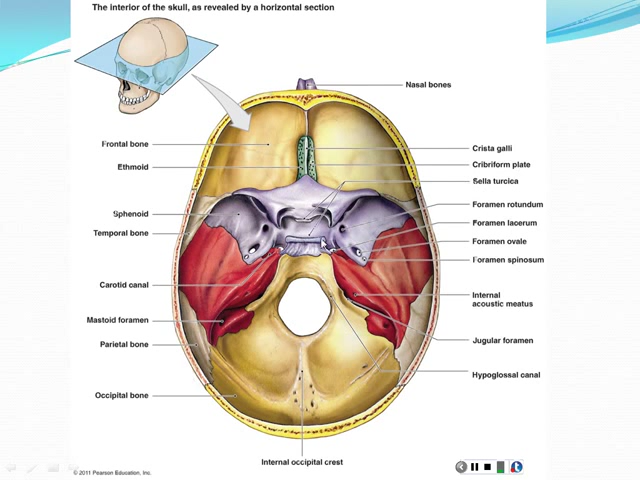 The interior of the skull, as revealed by a horizontal section
Nasal bones
Frontal bone
Ethmoid
Sphenoid
Temporal bone
Carotid canal
Mastoid foramen
Parietal bone
Occipital bone
Crista galli
Cribriform plate
Sella turcica
Foramen rotundum
Foramen lacerum
Foramen ovale
Foramen spinosum
Internal
acoustic meatus
Jugular foramen
Hypoglossal canal
Internal occipital crest
© 2011 Pearson Education, Inc.